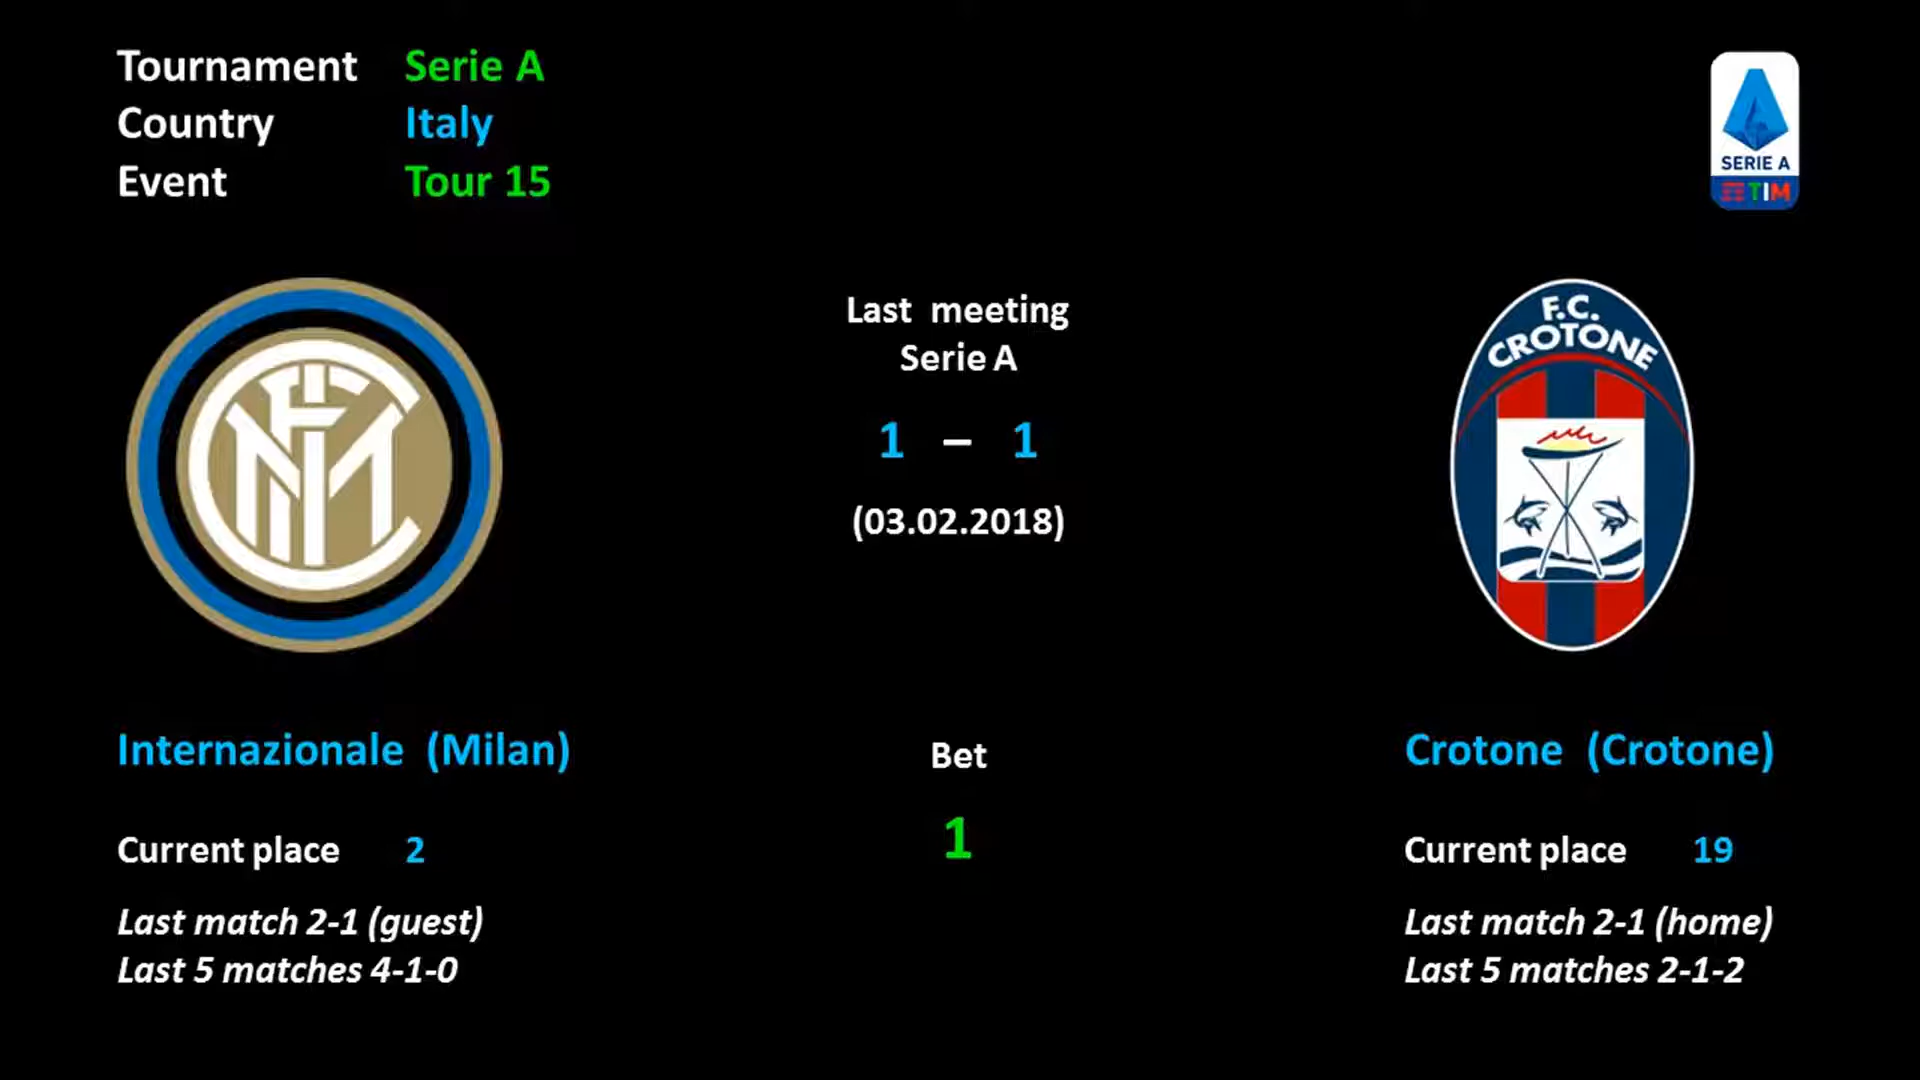 Tournament Serie A
Country Italy
Event Tour 15
SERIE A
TIM
F.C.
CROTONE
Last meeting
Serie A
1 – 1
(03.02.2018)
Internazionale (Milan)
Bet
Crotone (Crotone)
1
Current place 2
Current place 19
Last match 2-1 (guest)
Last 5 matches 4-1-0
Last match 2-1 (home)
Last 5 matches 2-1-2